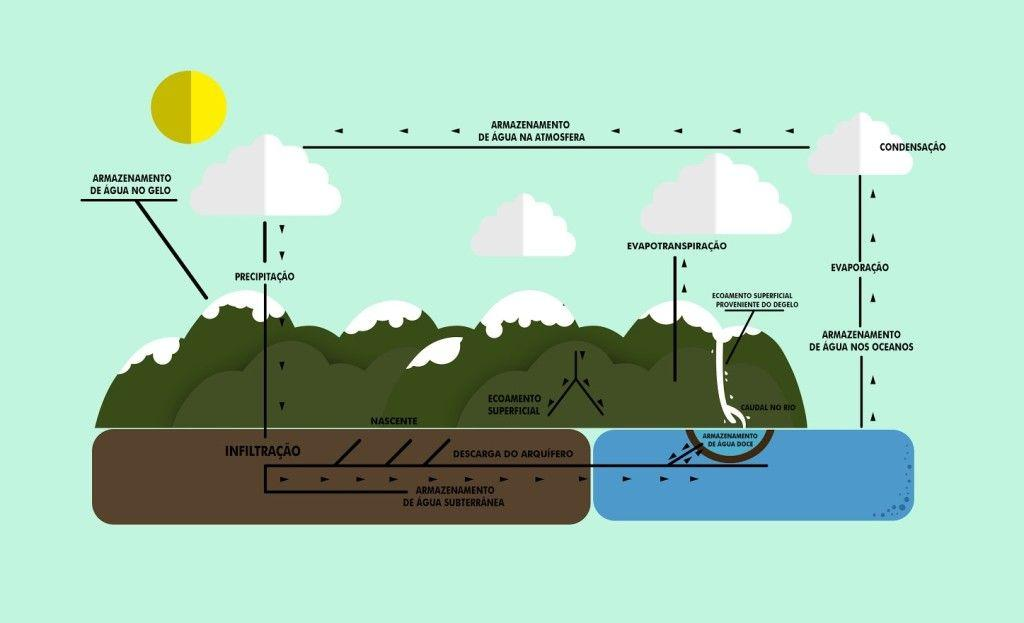 ARMAZENAMENTO
DE ÁGUA NA ATMOSFERA
CONDENSAÇÃO
ARMAZENAMENTO
DE ÁGUA NO GELO
EVAPOTRANSPIRAÇÃO
EVAPORAÇÃO
PRECIPITAÇÃO
ECOAMENTO SUPERFICIAL
PROVENIENTE DO DEGELO
ARMAZENAMENTO
DE ÁGUA NOS OCEANOS
ECOAMENTO
SUPERFICIAL
CAUDAL NO RIO
NASCENTE
ARMAZENAMENTO
DE ÁGUA DOCE
INFILTRAÇÃO
DESCARGA DO ARQUÍFERO
ARMAZENAMENTO
DE ÁGUA SUBTERRÂNEA